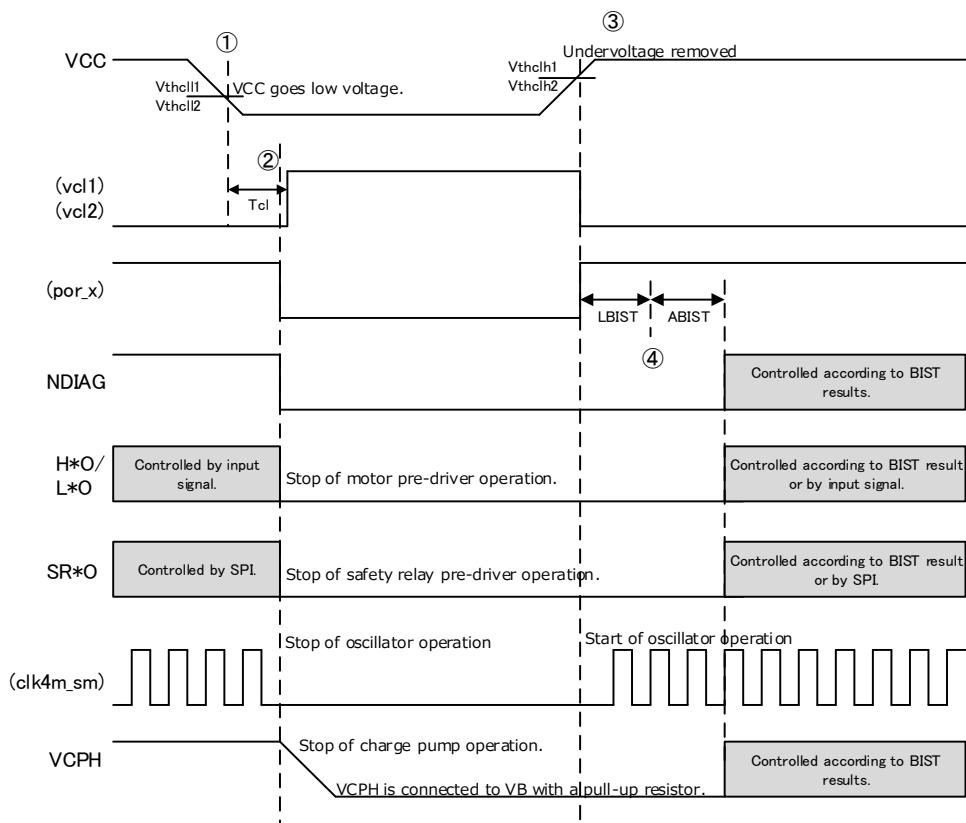 ①
③
VCC
Undervoltage removed
Vthcll1
Vthcll2
VCC goes low voltage.
Vthclh1
Vthclh2
②
(vcl1)
(vcl2)
Tcl
(por_x)
LBIST
ABIST
④
NDIAG
Controlled according to BIST
results.
H*O/
L*O
Controlled by input
signal.
Stop of motor pre-driver operation.
Controlled according to BIST result
or by input signal.
SR*O
Controlled by SPI.
Stop of safety relay pre-driver operation.
Controlled according to BIST result
or by SPI.
Stop of oscillator operation
Start of oscillator operation
(clk4m_sm)
VCPH
Stop of charge pump operation.
VCPH is connected to VB with a pull-up resistor.
Controlled according to BIST
results.